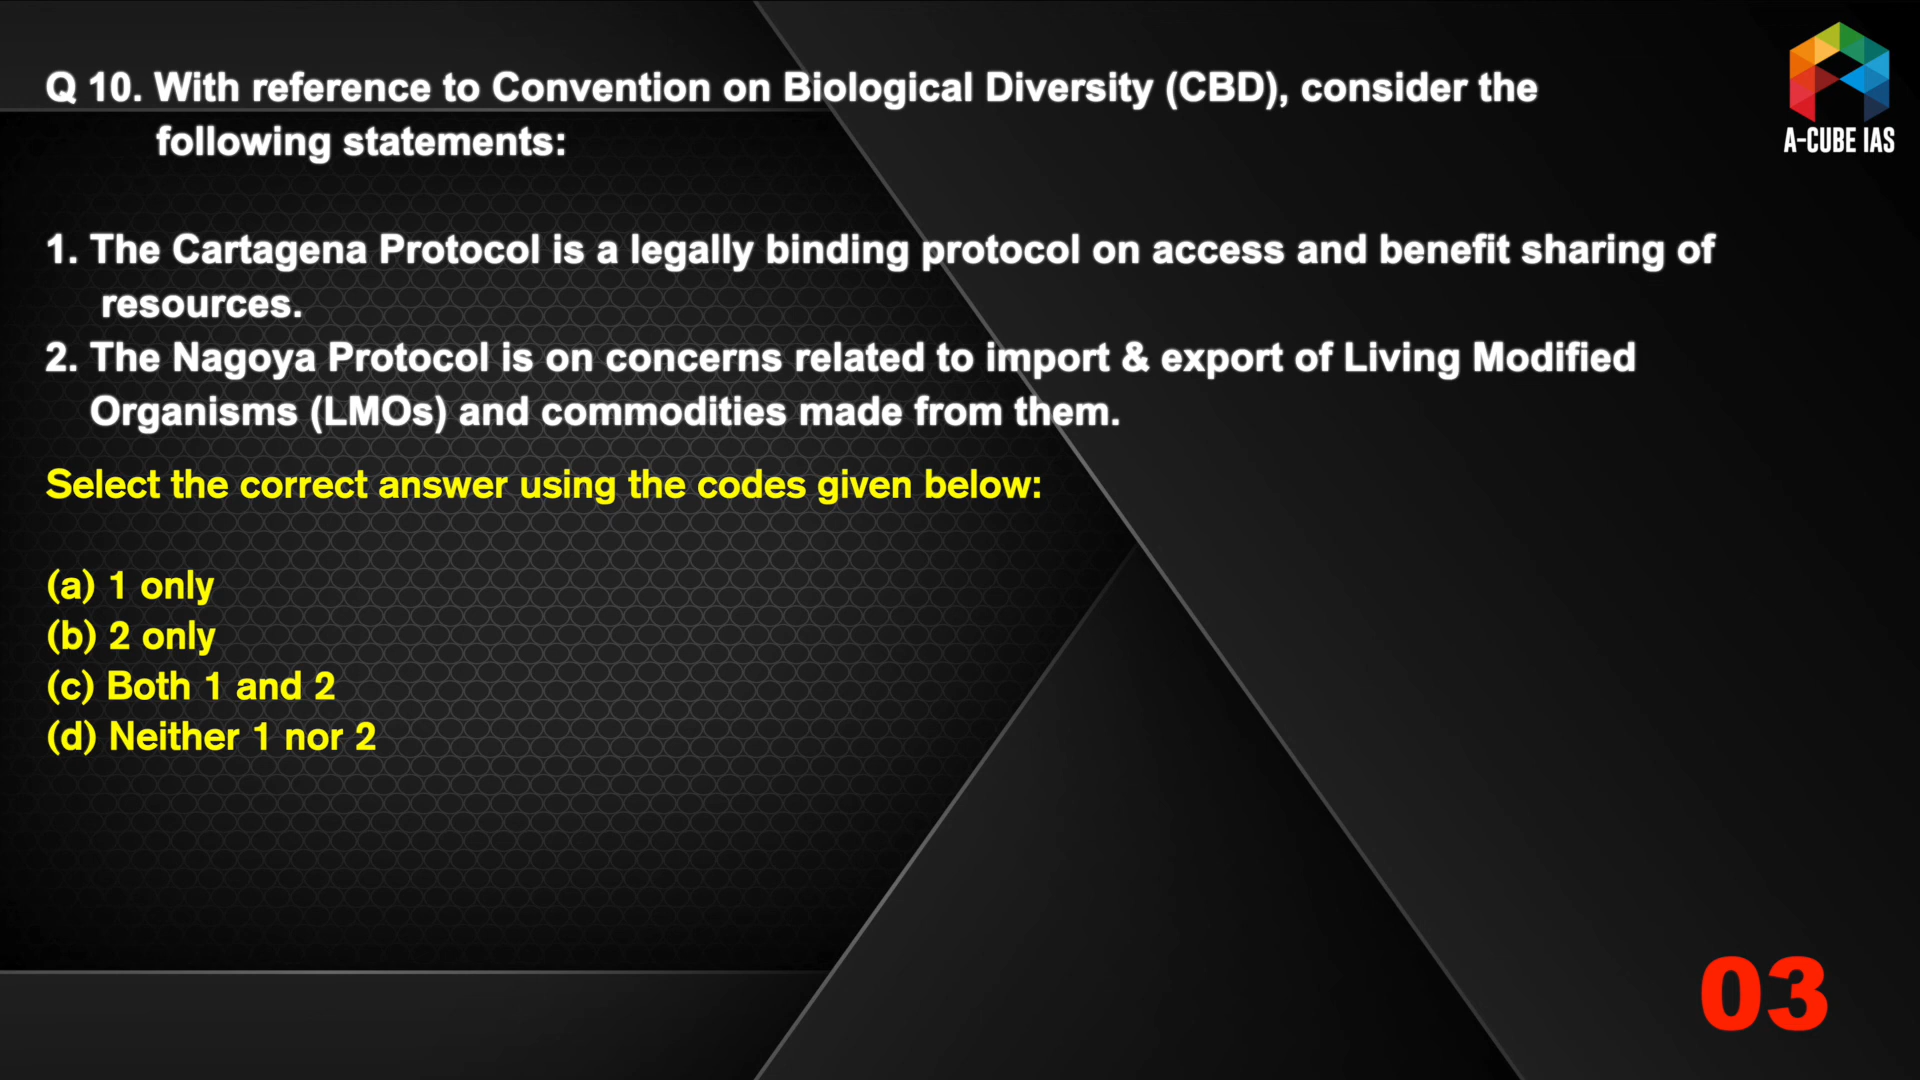 Q 10. With reference to Convention on Biological Diversity (CBD), consider the
following statements:
A-CUBE IAS
1. The Cartagena Protocol is a legally binding protocol on access and benefit sharing of
resources.
2. The Nagoya Protocol is on concerns related to import & export of Living Modified
Organisms (LMOs) and commodities made from them.
Select the correct answer using the codes given below:
(a) 1 only
(b) 2 only
(c) Both 1 and 2
(d) Neither 1 nor 2
03